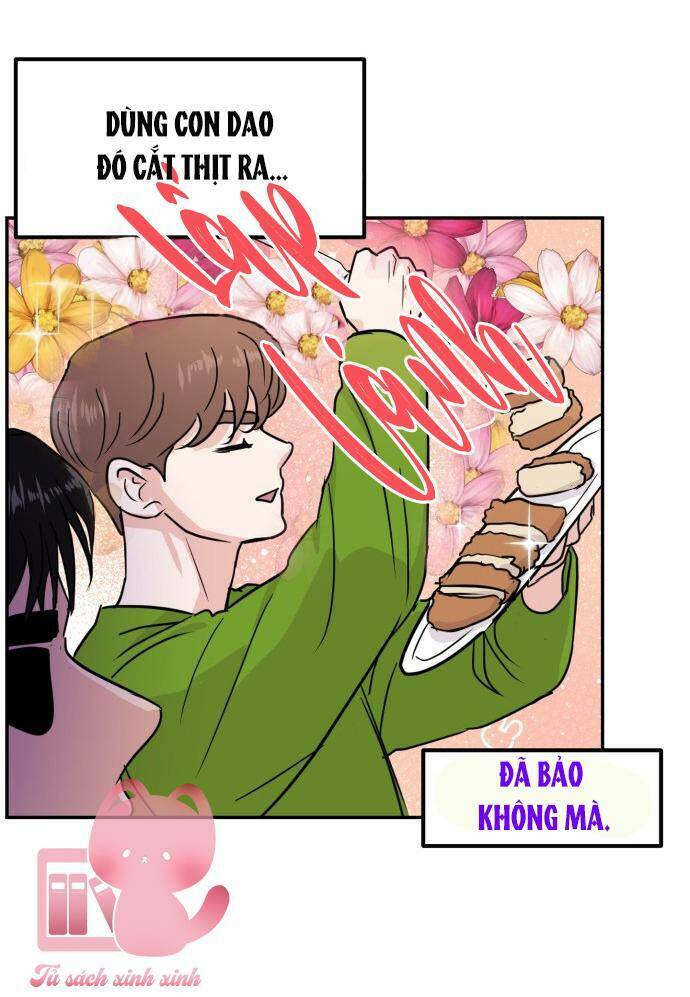 DÙNG CON DAO
ĐÓ CẮT THỊT RA...
Lấp
Lánh
ĐÃ BẢO
KHÔNG MÀ.
Tủ sách xinh xinh